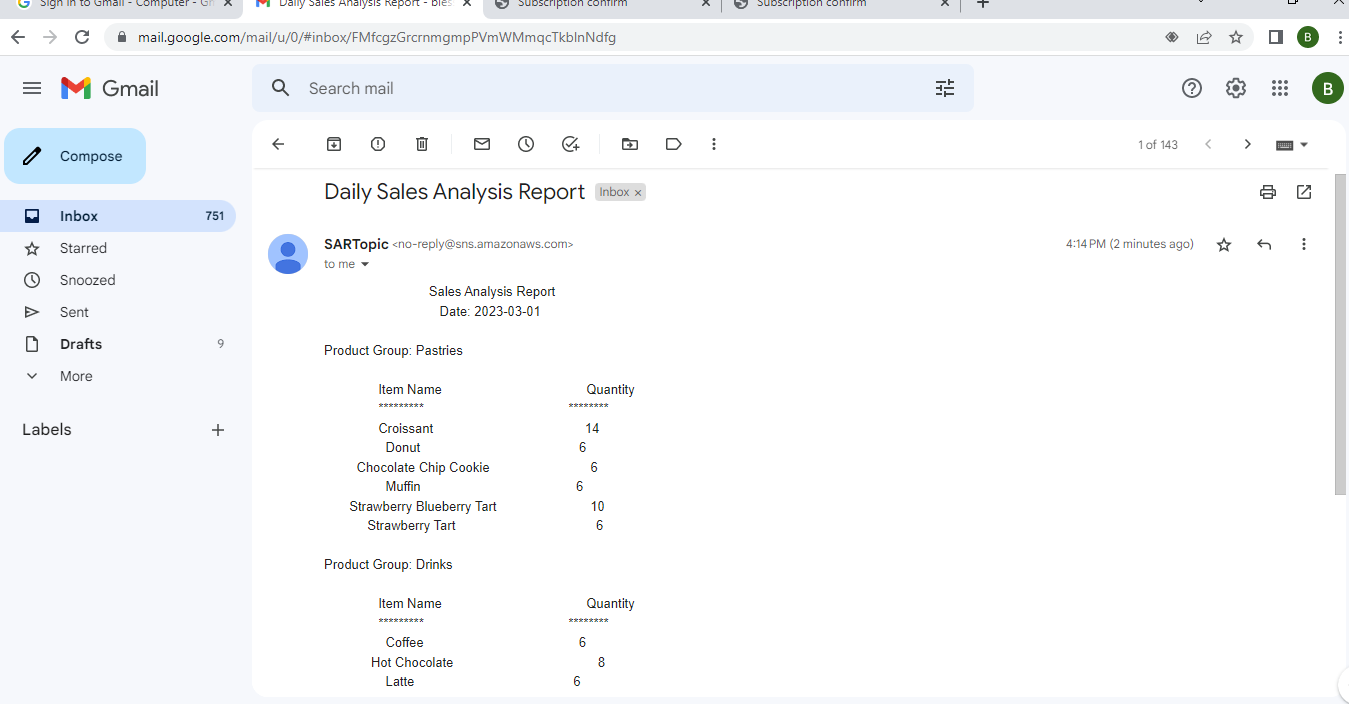 Sign in to Gmail - Computer - Gm
Daily Sales Analysis Report - bles
Subscription confirm
Subscription confirm
mail.google.com/mail/u/0/#inbox/FMfcgzGrcrnmgmpPVmWMmqcTkblnNdfg
B
Gmail
Search mail
B
Compose
1 of 143
Daily Sales Analysis Report Inbox ×
Inbox 751
Starred
Snoozed
Sent
Drafts 9
More
Labels
SARTopic <no-reply@sns.amazonaws.com>
4:14 PM (2 minutes ago)
to me
Sales Analysis Report
Date: 2023-03-01
Product Group: Pastries
Item Name Quantity
********* ********
Croissant 14
Donut 6
Chocolate Chip Cookie 6
Muffin 6
Strawberry Blueberry Tart 10
Strawberry Tart 6
Product Group: Drinks
Item Name Quantity
********* ********
Coffee 6
Hot Chocolate 8
Latte 6